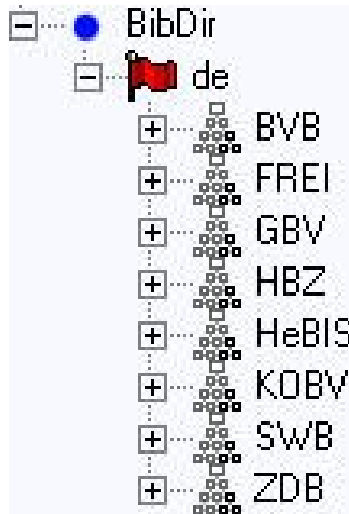 BibDir
de
BVB
FREI
GBV
HBZ
HeBIS
KOBV
SWB
ZDB